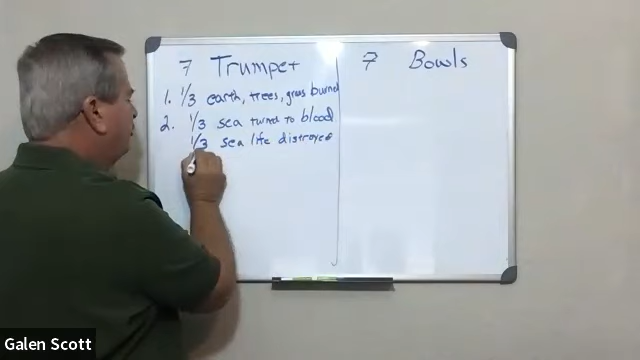 7 Trumpet
1. 1/3 earth, trees, grass burned
2. 1/3 sea turned to blood
1/3 sea life distroyed
7 Bowls
Galen Scott